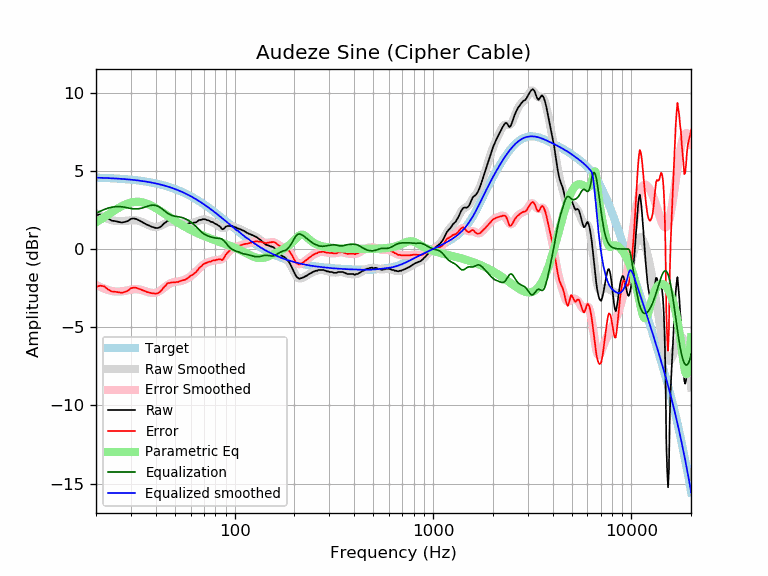 Audeze Sine (Cipher Cable)
Amplitude (dBr)
10
5
0
−5
−10
−15
Target
Raw Smoothed
Error Smoothed
Raw
Error
Parametric Eq
Equalization
Equalized smoothed
100
1000
10000
Frequency (Hz)